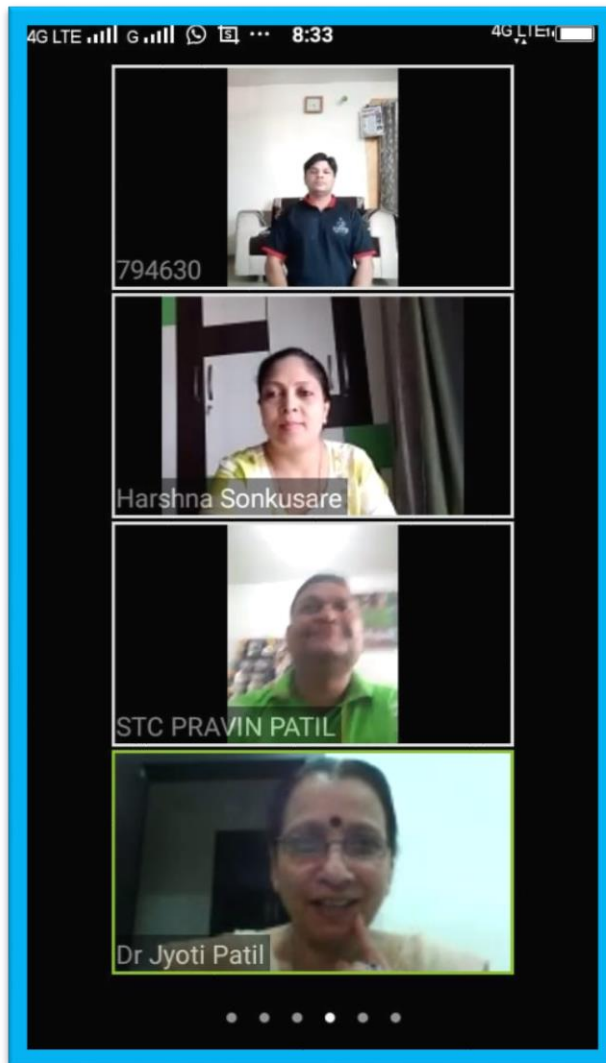 4G LTE G ··· 8:33 4G LTE
794630
Harshna Sonkusare
STC PRAVIN PATIL
Dr Jyoti Patil